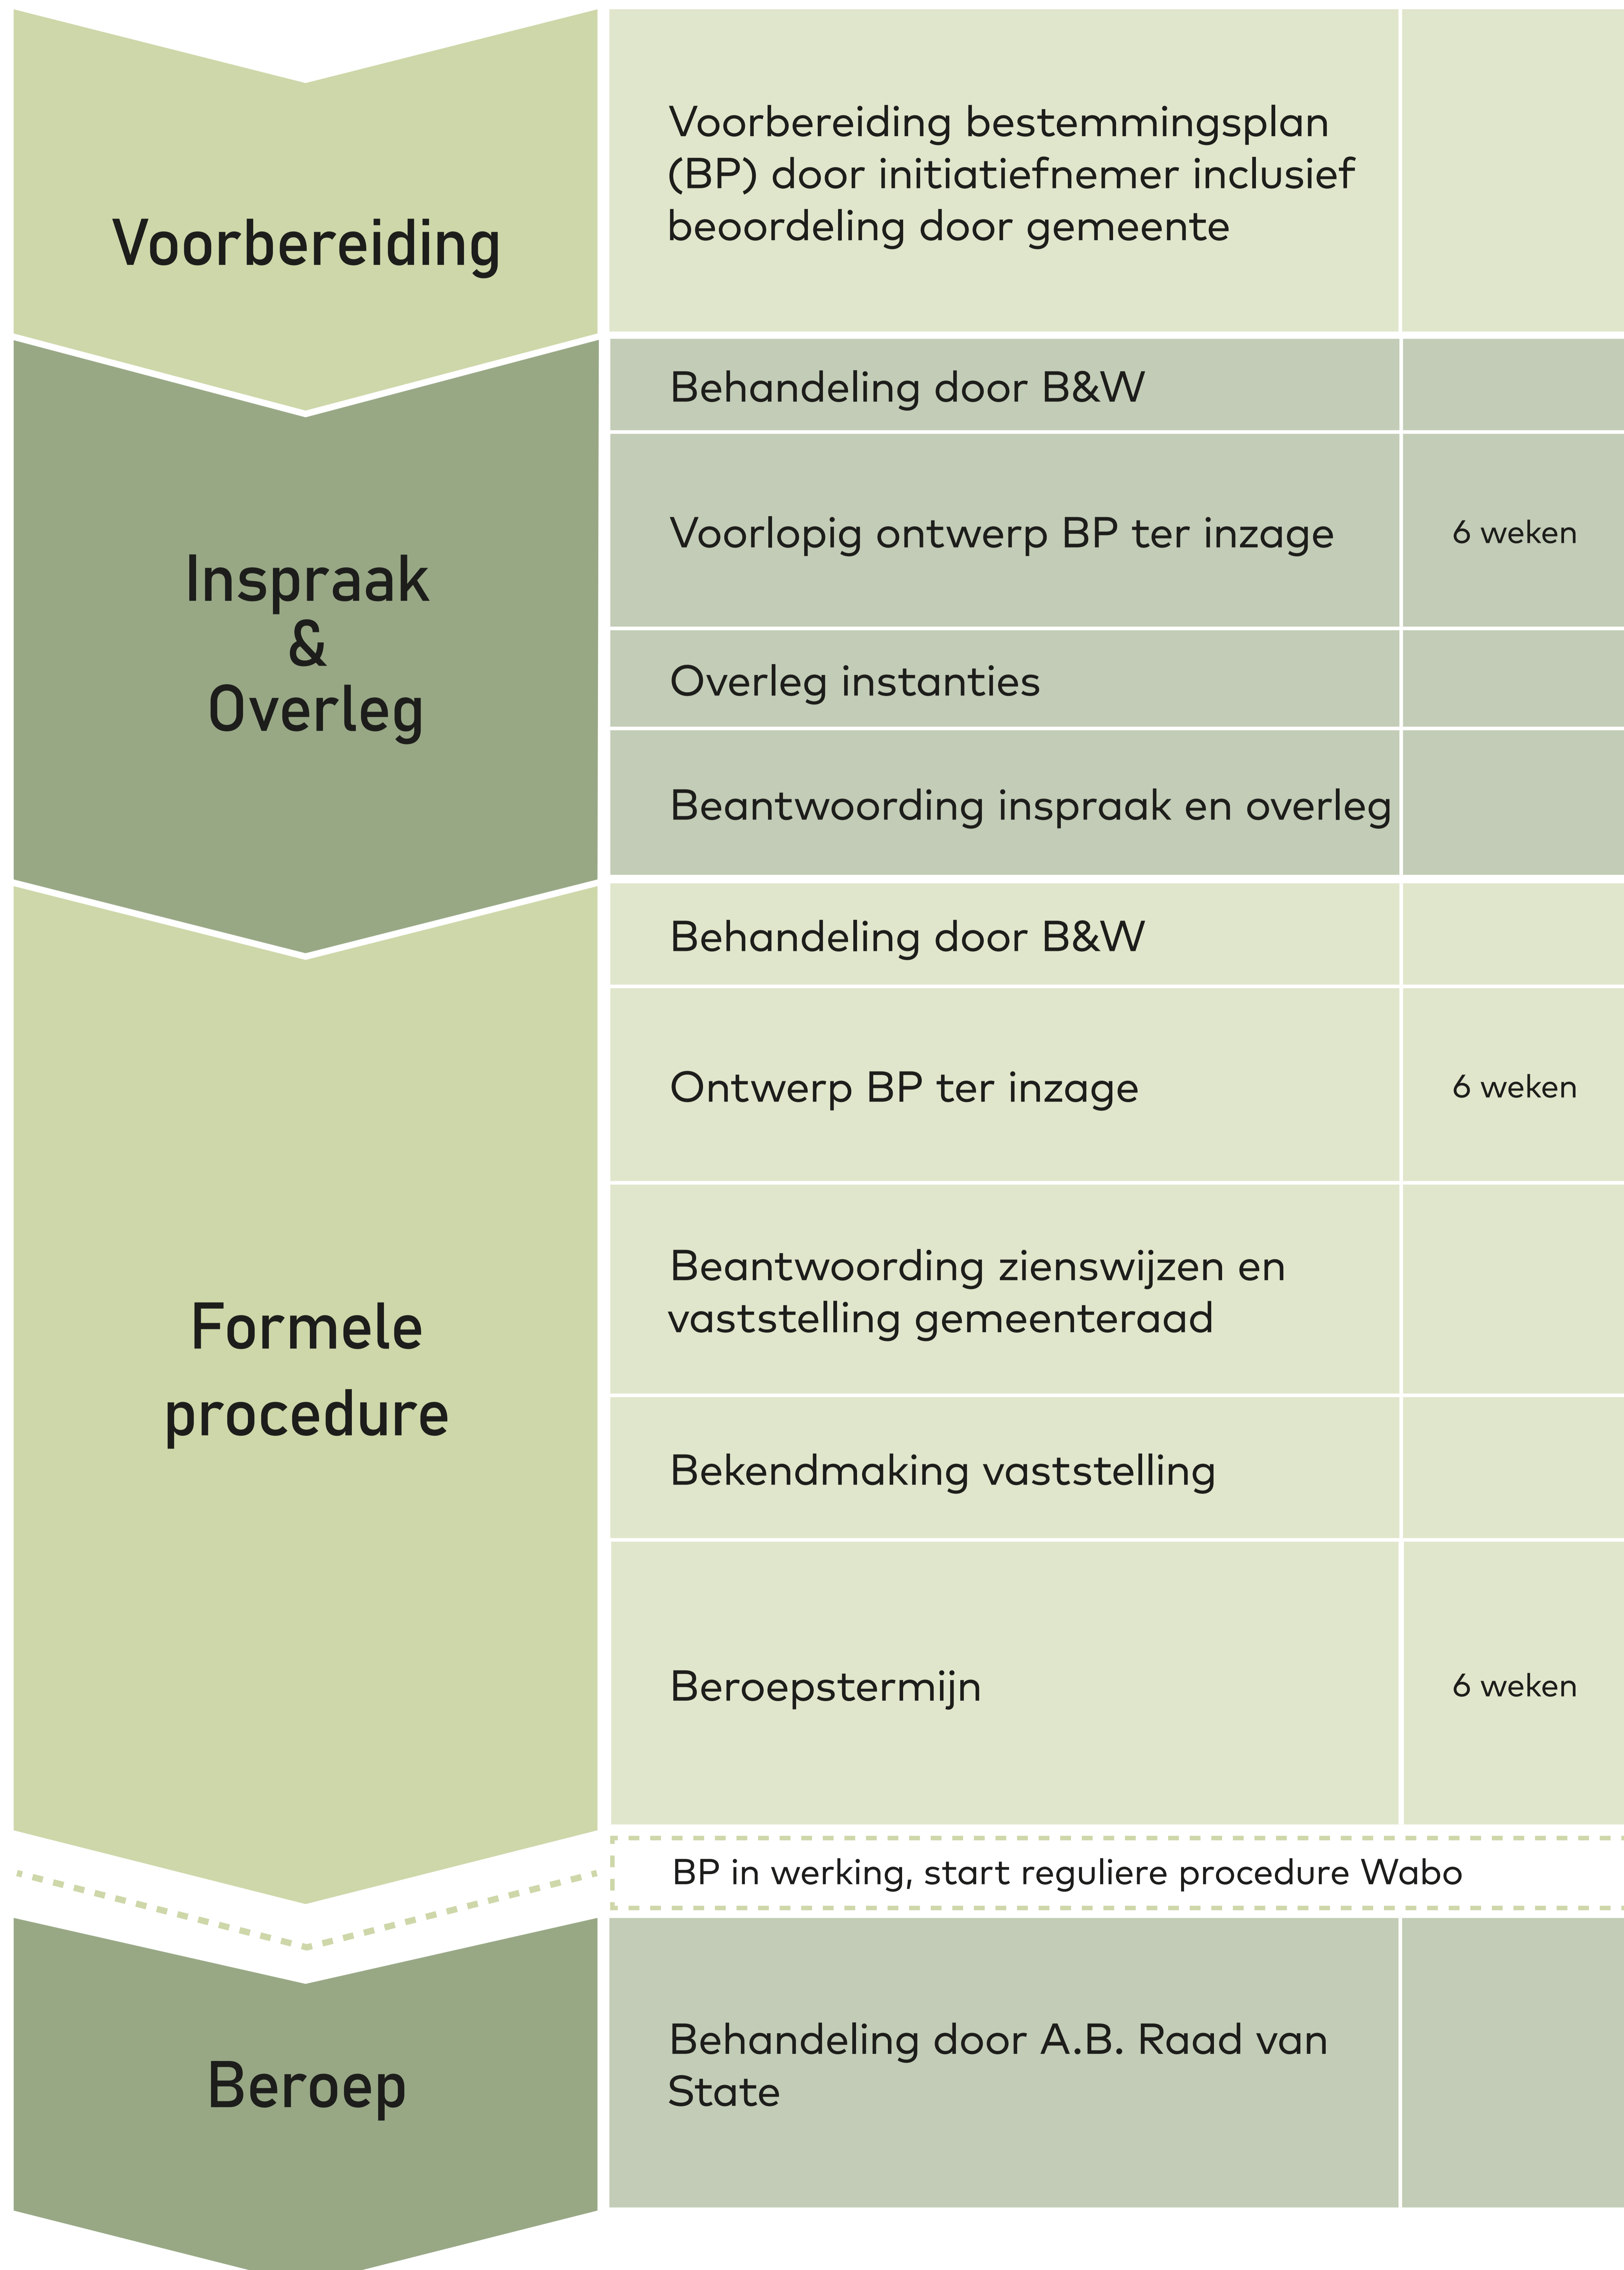 Voorbereiding
Voorbereiding bestemmingsplan
(BP) door initiatiefnemer inclusief
beoordeling door gemeente
Inspraak
&
Overleg
Behandeling door B&W
Voorlopig ontwerp BP ter inzage
6 weken
Overleg instanties
Beantwoording inspraak en overleg
Formele
procedure
Behandeling door B&W
Ontwerp BP ter inzage
6 weken
Beantwoording zienswijzen en
vaststelling gemeenteraad
Bekendmaking vaststelling
Beroepstermijn
6 weken
BP in werking, start reguliere procedure Wabo
Beroep
Behandeling door A.B. Raad van
State